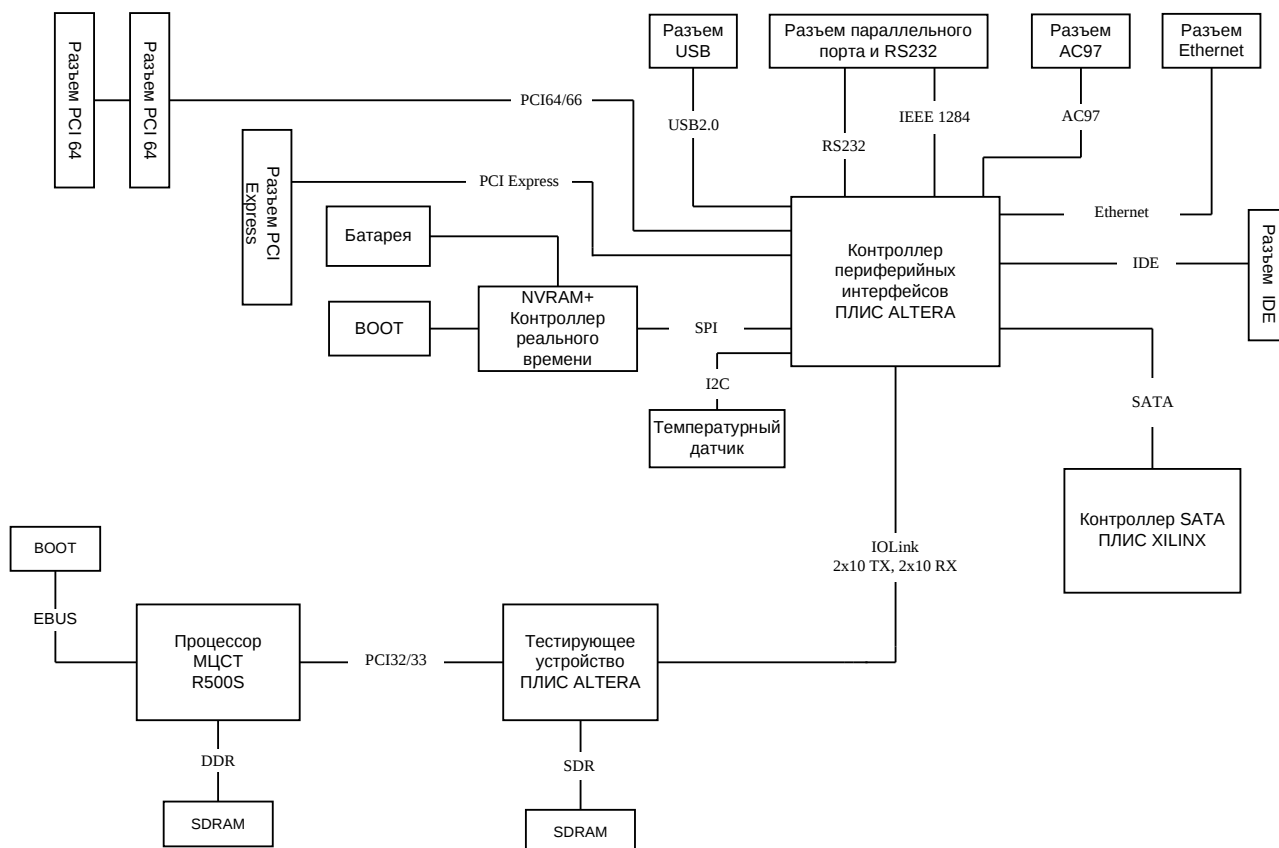 Разъем PCI 64
Разъем PCI 64
PCI64/66
Разъем PCI
Express
PCI Express
Разъем
USB
USB2.0
Разъем параллельного
порта и RS232
RS232
IEEE 1284
Разъем
AC97
AC97
Разъем
Ethernet
Ethernet
Батарея
BOOT
NVRAM+
Контроллер
реального
времени
SPI
I2C
Температурный
датчик
Контроллер
периферийных
интерфейсов
ПЛИС ALTERA
IDE
Разъем IDE
SATA
Контроллер SATA
ПЛИС XILINX
IOLink
2x10 TX, 2x10 RX
BOOT
EBUS
Процессор
МЦСТ
R500S
PCI32/33
Тестирующее
устройство
ПЛИС ALTERA
DDR
SDRAM
SDR
SDRAM